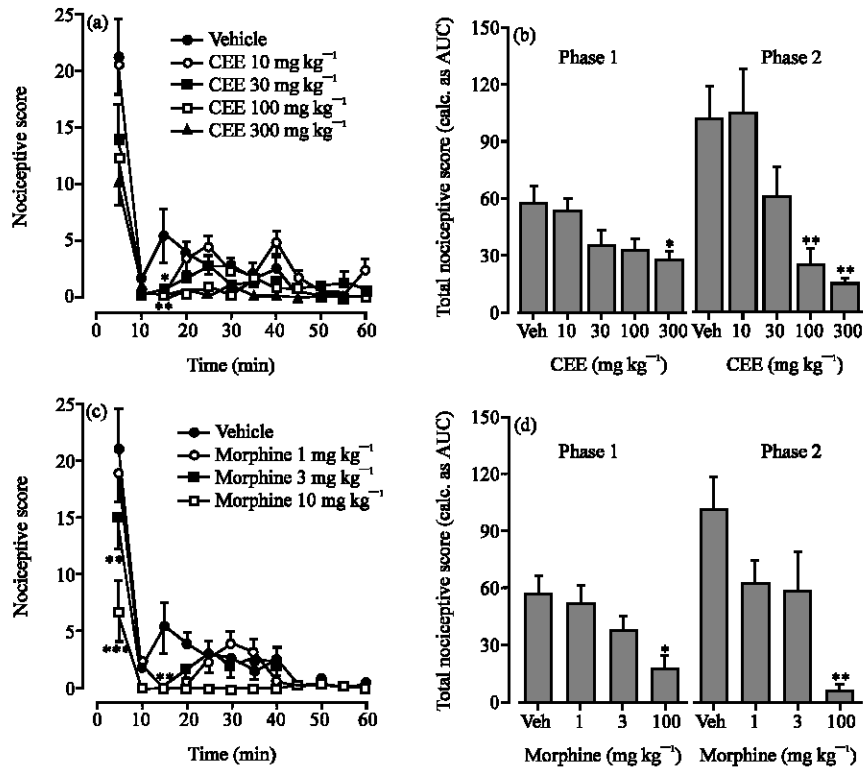 (a)
Vehicle
CEE 10 mg kg⁻¹
CEE 30 mg kg⁻¹
CEE 100 mg kg⁻¹
CEE 300 mg kg⁻¹
Nociceptive score
25
20
15
10
5
0
*
**
0 10 20 30 40 50 60
Time (min)
(b)
Phase 1 Phase 2
Total nociceptive score (calc. as AUC)
150
120
90
60
30
0
*
**
**
Veh 10 30 100 300 Veh 10 30 100 300
CEE (mg kg⁻¹) CEE (mg kg⁻¹)
(c)
Vehicle
Morphine 1 mg kg⁻¹
Morphine 3 mg kg⁻¹
Morphine 10 mg kg⁻¹
Nociceptive score
25
20
15
10
5
0
**
***
**
0 10 20 30 40 50 60
Time (min)
(d)
Phase 1 Phase 2
Total nociceptive score (calc. as AUC)
150
120
90
60
30
0
*
**
Veh 1 3 100 Veh 1 3 100
Morphine (mg kg⁻¹) Morphine (mg kg⁻¹)